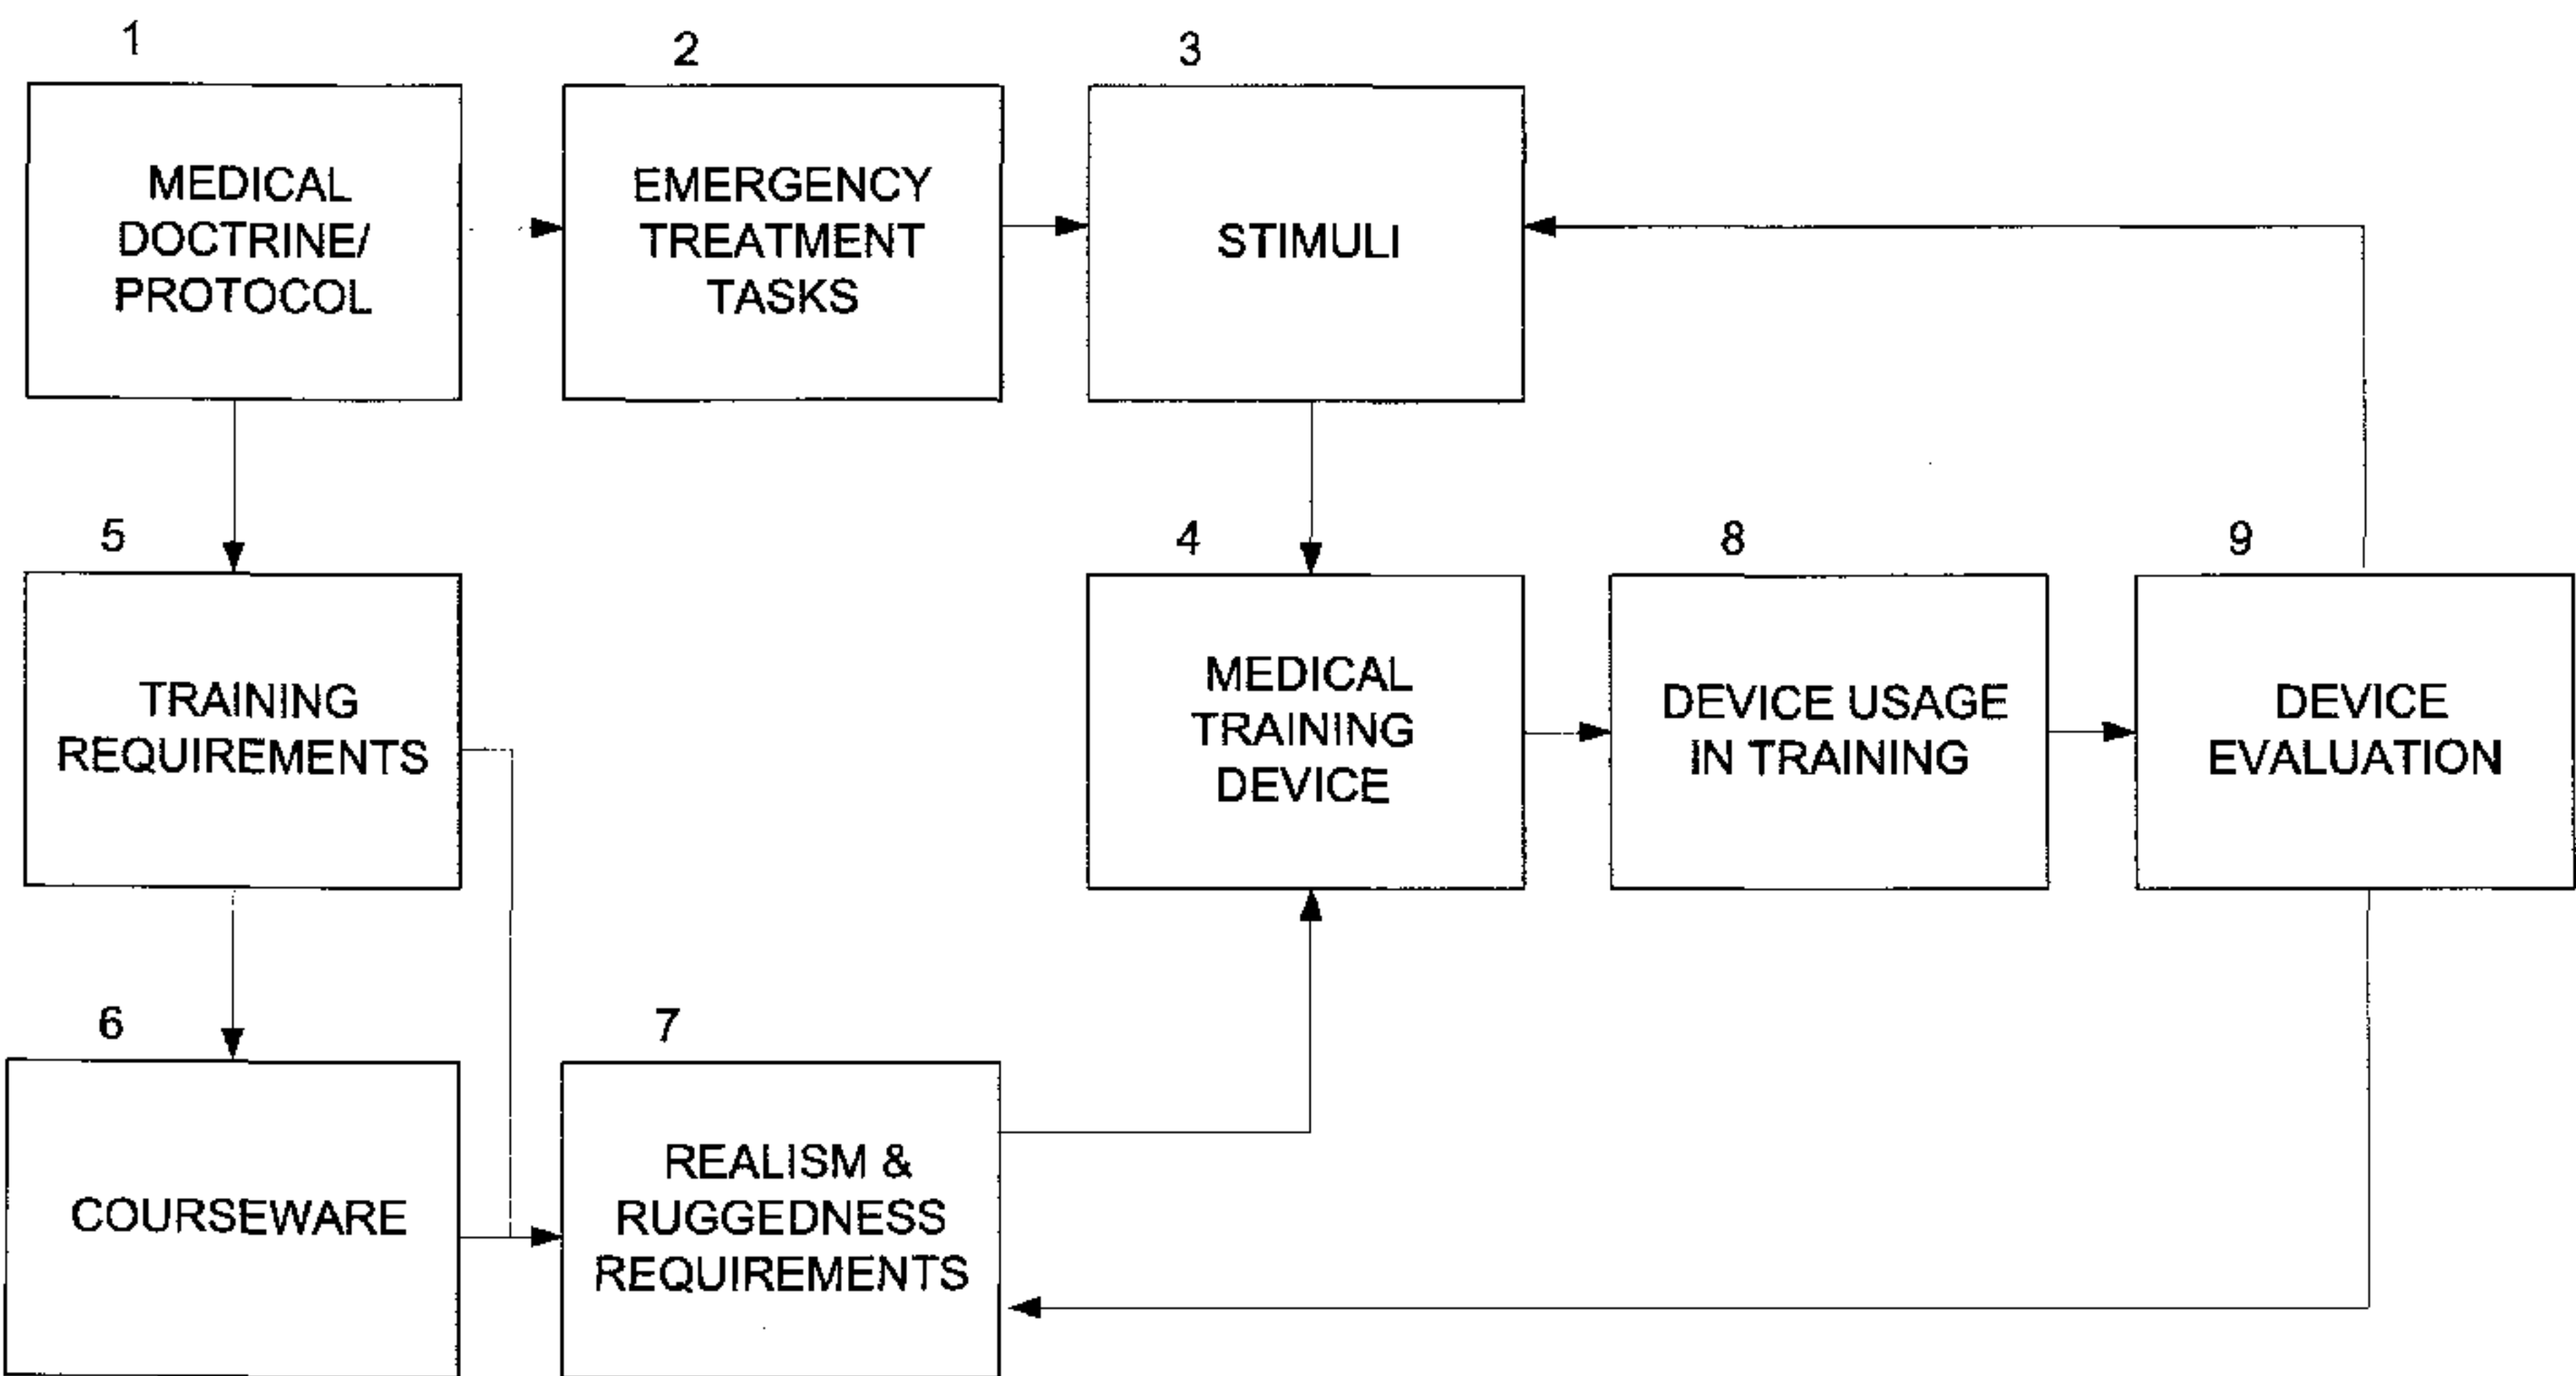 1
MEDICAL
DOCTRINE/
PROTOCOL
2
EMERGENCY
TREATMENT
TASKS
3
STIMULI
5
TRAINING
REQUIREMENTS
4
MEDICAL
TRAINING
DEVICE
8
DEVICE USAGE
IN TRAINING
9
DEVICE
EVALUATION
6
COURSEWARE
7
REALISM &
RUGGEDNESS
REQUIREMENTS